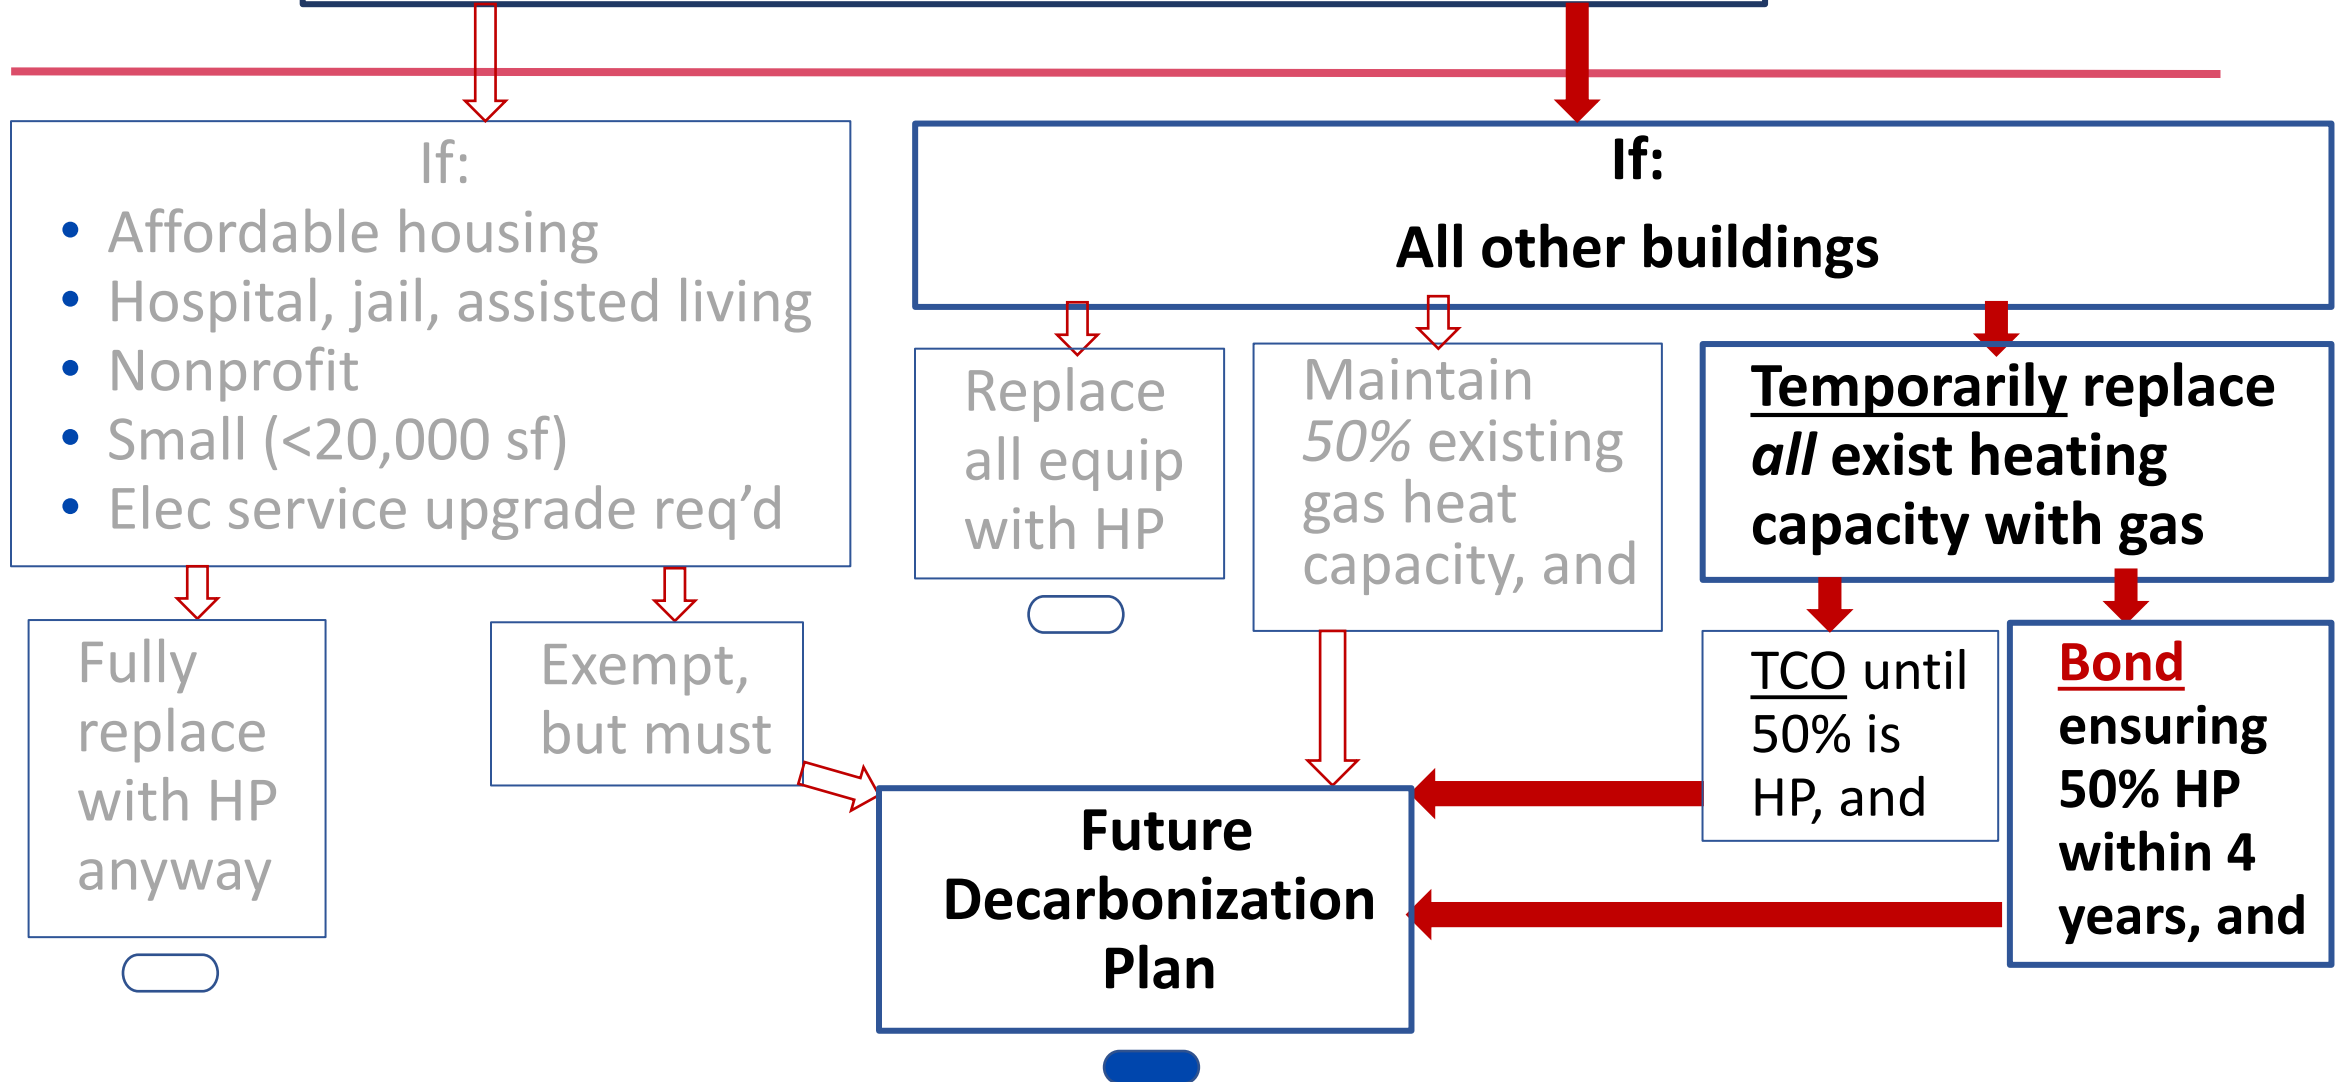 If:
• Affordable housing
• Hospital, jail, assisted living
• Nonprofit
• Small (<20,000 sf)
• Elec service upgrade req’d
Fully
replace
with HP
anyway
Exempt,
but must
If:
All other buildings
Replace
all equip
with HP
Maintain
50% existing
gas heat
capacity, and
Temporarily replace
all exist heating
capacity with gas
TCO until
50% is
HP, and
Bond
ensuring
50% HP
within 4
years, and
Future
Decarbonization
Plan